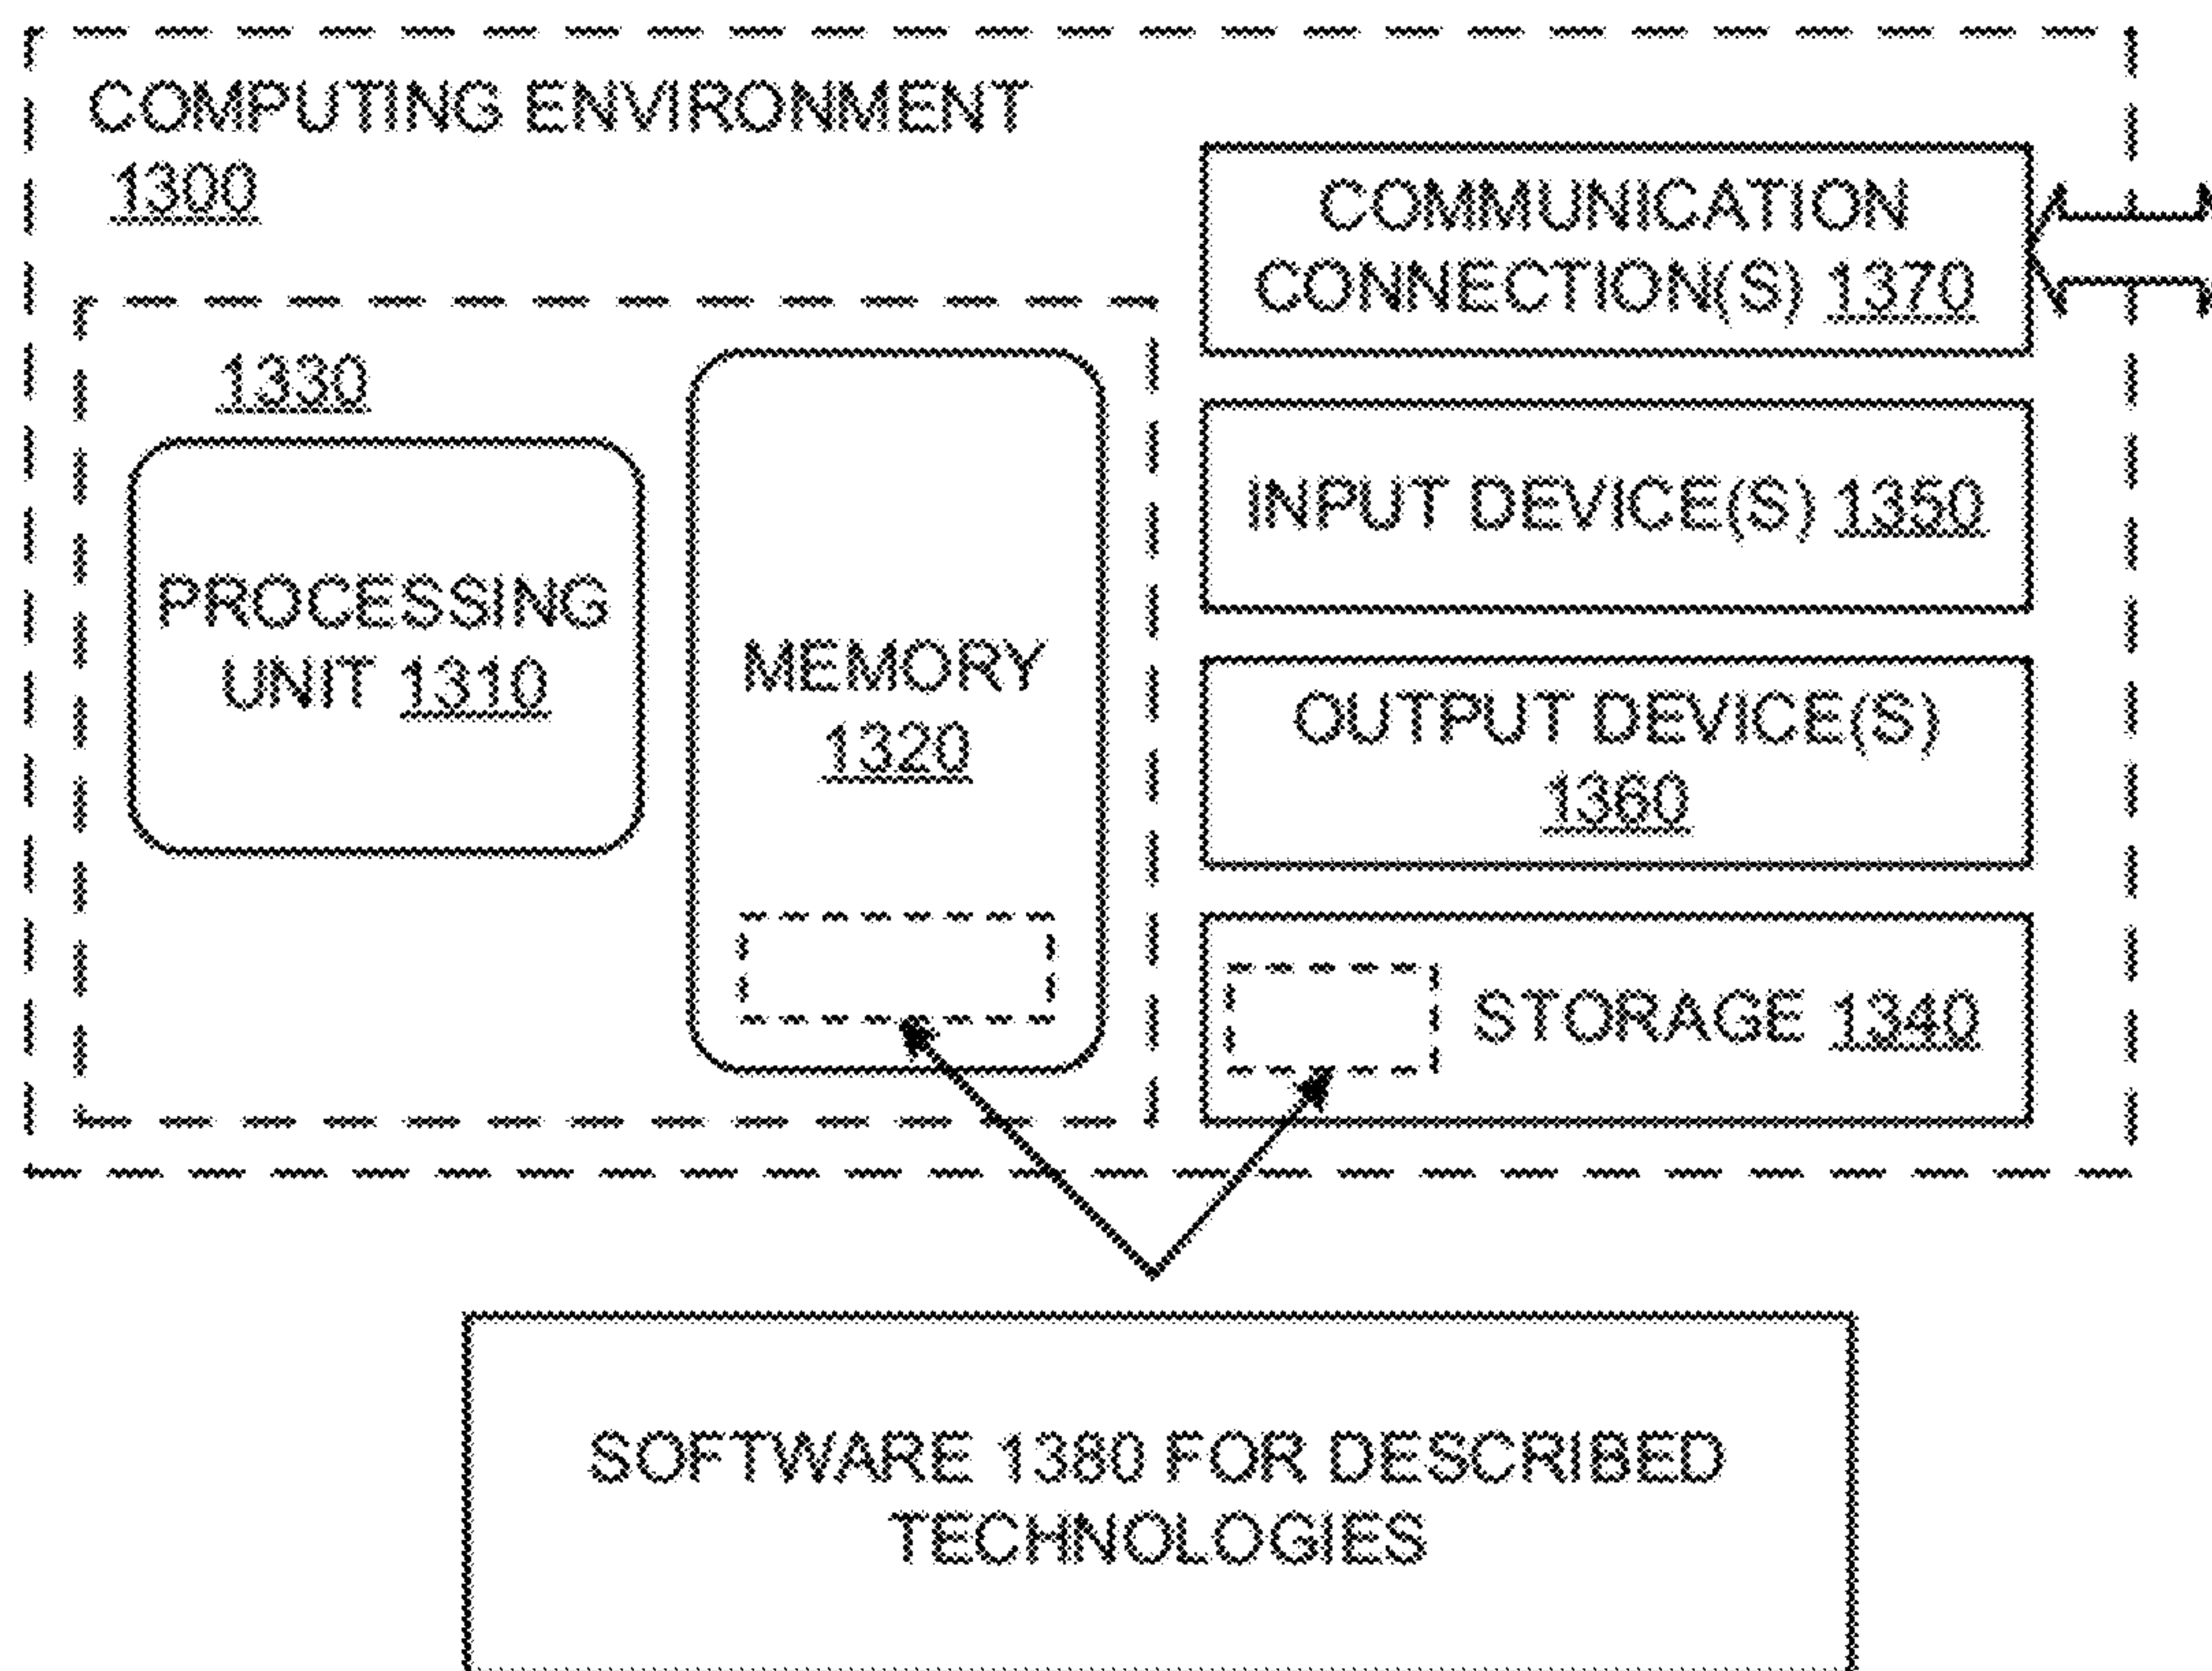 COMPUTING ENVIRONMENT
1300
COMMUNICATION
CONNECTION(S) 1370
1330
INPUT DEVICE(S) 1350
PROCESSING
UNIT 1310
MEMORY
1320
OUTPUT DEVICE(S)
1360
STORAGE 1340
SOFTWARE 1380 FOR DESCRIBED
TECHNOLOGIES